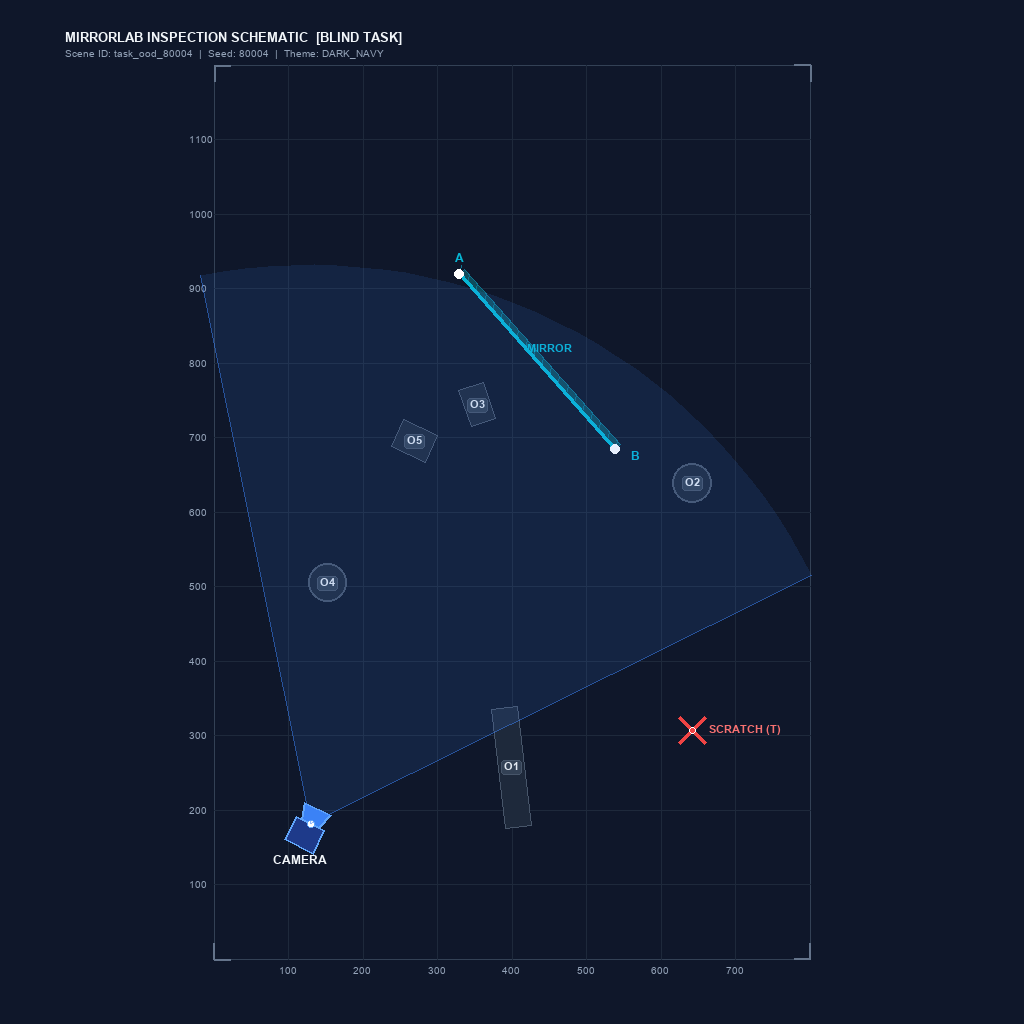 MIRRORLAB INSPECTION SCHEMATIC [BLIND TASK]
Scene ID: task_ood_80004 | Seed: 80004 | Theme: DARK_NAVY
1100
1000
A
900
MIRROR
800
O3
700
O5
B
O2
600
O4
500
400
300
SCRATCH (T)
O1
200
CAMERA
100
100 200 300 400 500 600 700